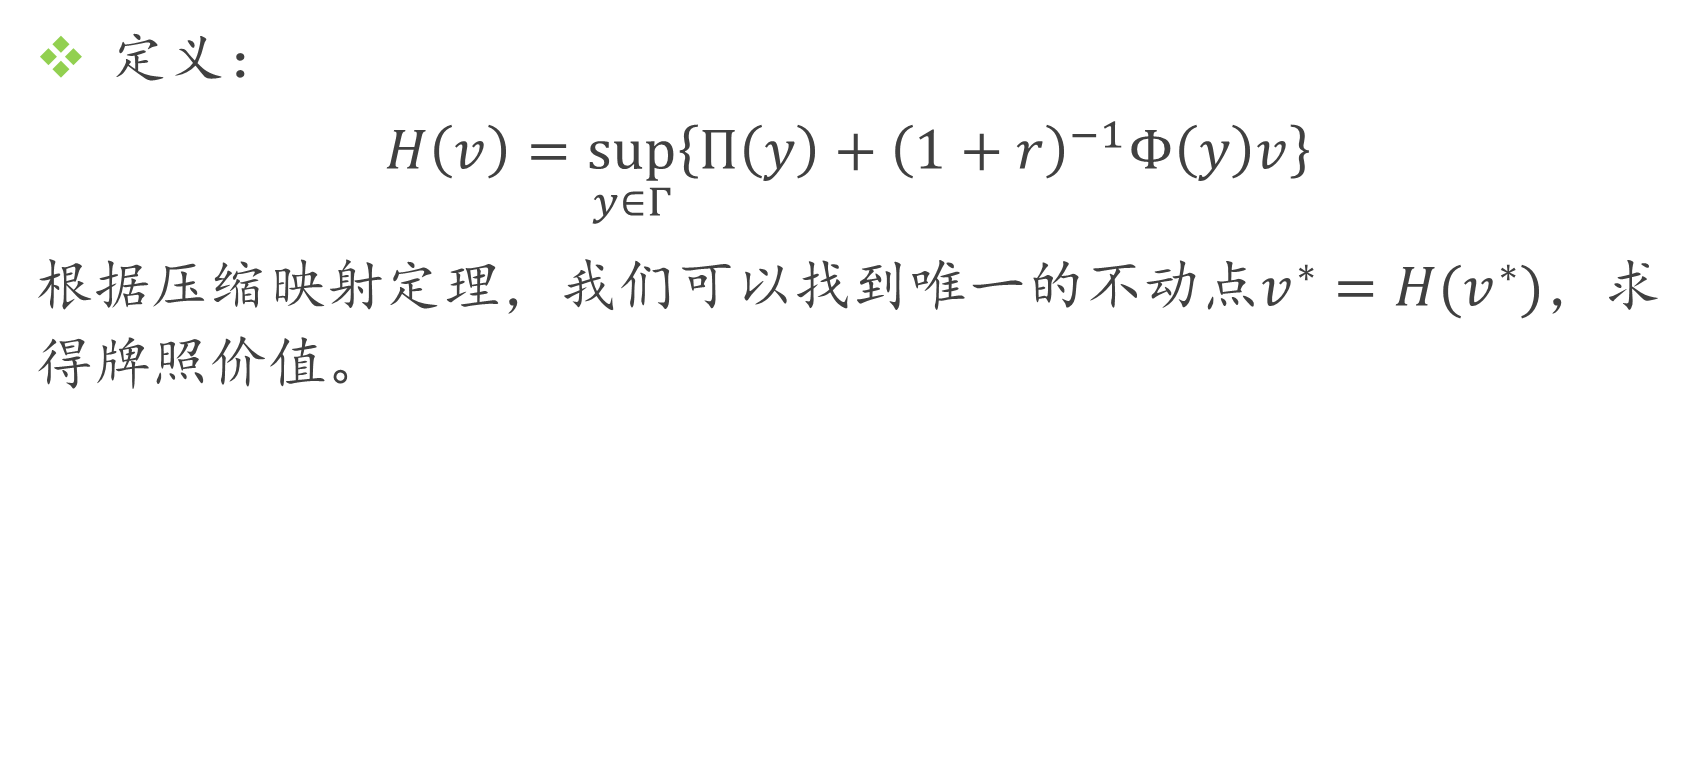 ❖ 定义：
H(v) = sup{Π(y) + (1 + r)⁻¹Φ(y)v}
y∈Γ
根据压缩映射定理，我们可以找到唯一的不动点v* = H(v*)，求
得牌照价值。